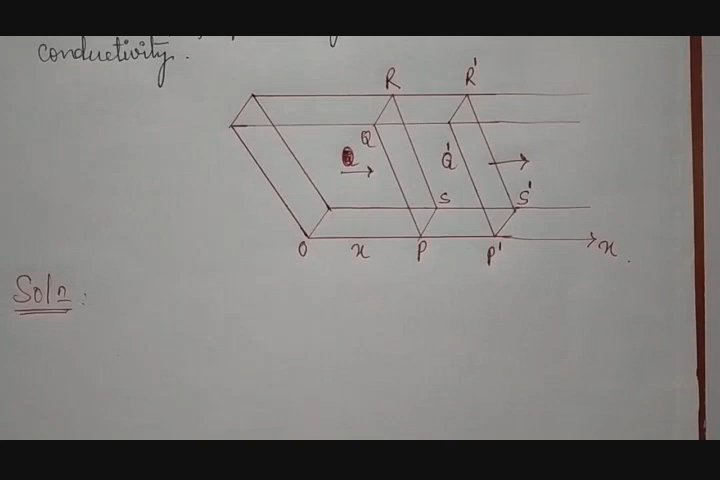 conductivity.
R R'
Q Q'
Q
S S'
O x P P' x.
Soln: